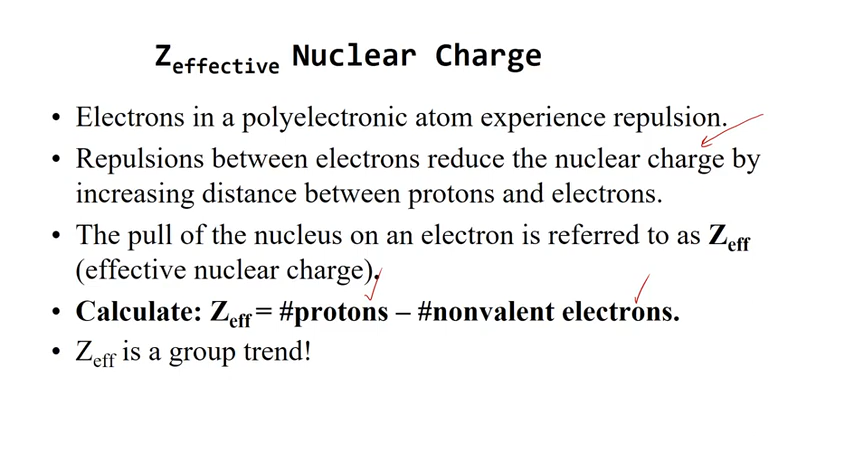 Zeffective Nuclear Charge
• Electrons in a polyelectronic atom experience repulsion.
• Repulsions between electrons reduce the nuclear charge by
increasing distance between protons and electrons.
• The pull of the nucleus on an electron is referred to as Zeff
(effective nuclear charge).
• Calculate: Zeff = #protons – #nonvalent electrons.
• Zeff is a group trend!